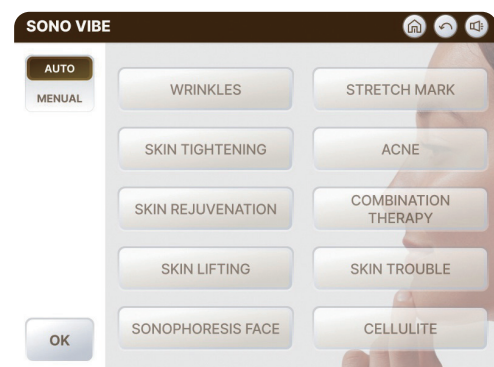 SONO VIBE
AUTO
MENUAL
WRINKLES
STRETCH MARK
SKIN TIGHTENING
ACNE
SKIN REJUVENATION
COMBINATION
THERAPY
SKIN LIFTING
SKIN TROUBLE
SONOPHORESIS FACE
CELLULITE
OK